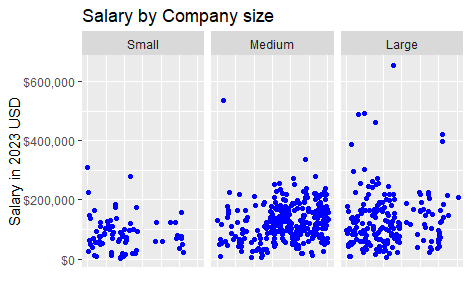 Salary by Company size
Small
Medium
Large
Salary in 2023 USD
$600,000
$400,000
$200,000
$0